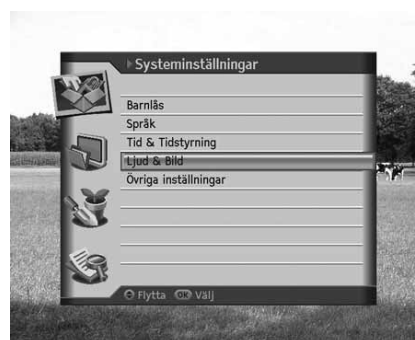 Systeminställningar
Barnlås
Språk
Tid & Tidstyrning
Ljud & Bild
Övriga inställningar
Flytta OK Välj